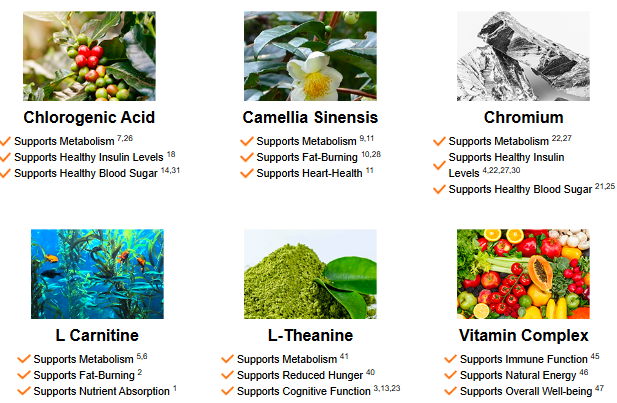 Chlorogenic Acid
Supports Metabolism 7,26
Supports Healthy Insulin Levels 18
Supports Healthy Blood Sugar 14,31
Camellia Sinensis
Supports Metabolism 9,11
Supports Fat-Burning 10,28
Supports Heart-Health 11
Chromium
Supports Metabolism 22,27
Supports Healthy Insulin
Levels 4,22,27,30
Supports Healthy Blood Sugar 21,25
L Carnitine
Supports Metabolism 5,6
Supports Fat-Burning 2
Supports Nutrient Absorption 1
L-Theanine
Supports Metabolism 41
Supports Reduced Hunger 40
Supports Cognitive Function 3,13,23
Vitamin Complex
Supports Immune Function 45
Supports Natural Energy 46
Supports Overall Well-being 47